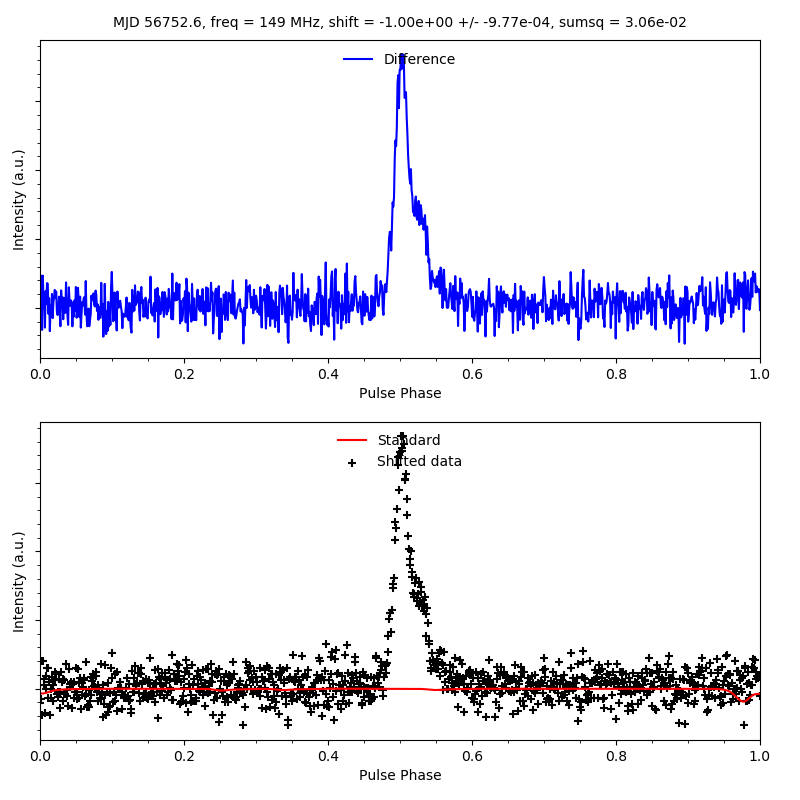 MJD 56752.6, freq = 149 MHz, shift = -1.00e+00 +/- -9.77e-04, sumsq = 3.06e-02
Difference
Intensity (a.u.)
0.0 0.2 0.4 0.6 0.8 1.0
Pulse Phase
Standard
Shifted data
Intensity (a.u.)
0.0 0.2 0.4 0.6 0.8 1.0
Pulse Phase